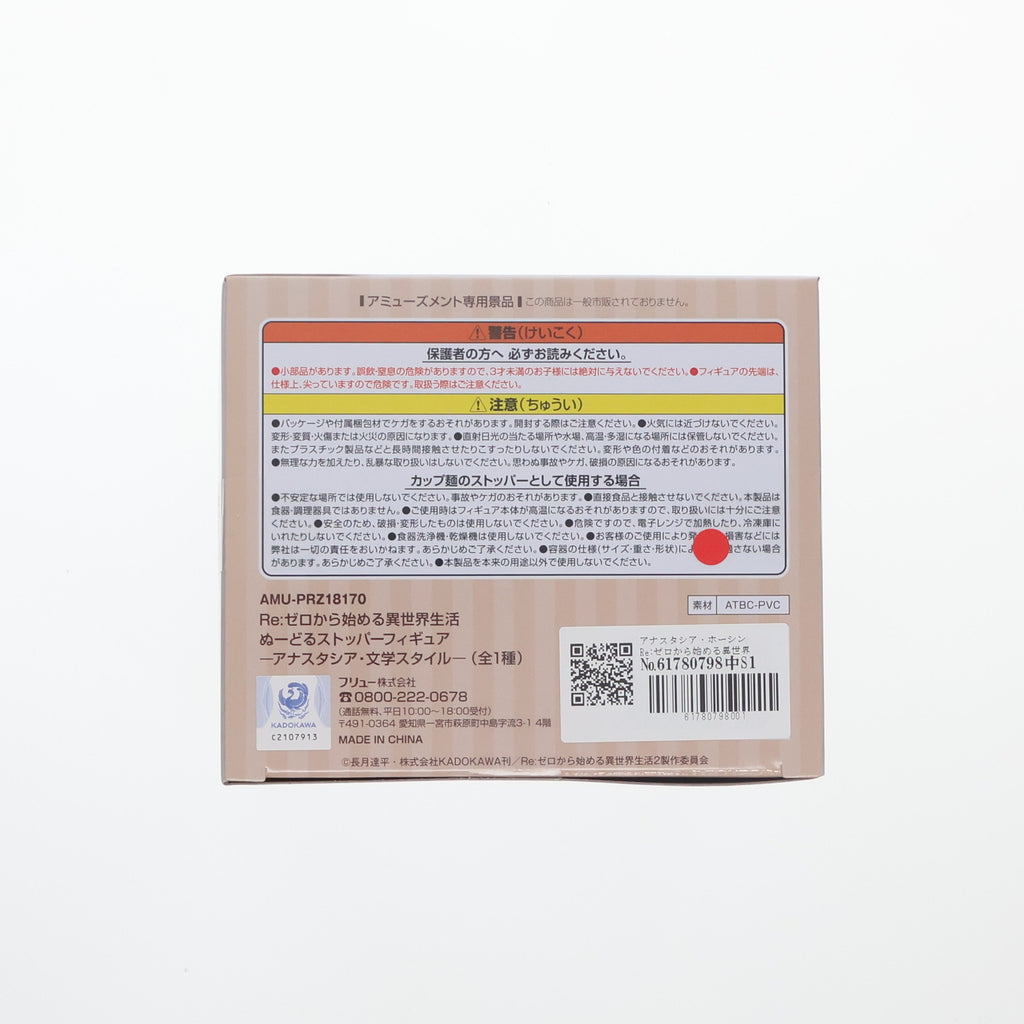 アミューズメント専用景品 この商品は一般市販されておりません。
警告(けいこく)
保護者の方へ 必ずお読みください。
●小部品があります。誤飲・窒息の危険がありますので、3才未満のお子様には絶対に与えないでください。●フィギュアの先端は、
仕様上、尖っていますので危険です。取扱う際はご注意ください。
注意(ちゅうい)
●パッケージや付属梱包材でケガをするおそれがあります。開封する際はご注意ください。●火気には近づけないでください。
変形・変質・火傷または火災の原因になります。●直射日光の当たる場所や水場、高温・多湿になる場所には保管しないでください。
またプラスチック製品などと長時間接触させたりこすったりしないでください。変形や色の付着などのおそれがあります。
●無理な力を加えたり、乱暴な取り扱いはしないでください。思わぬ事故やケガ、破損の原因になるおそれがあります。
カップ麺のストッパーとして使用する場合
●不安定な場所では使用しないでください。事故やケガのおそれがあります。●直接食品と接触させないでください。本製品は
食器・調理器具ではありません。●ご使用時はフィギュア本体が高温になるおそれがありますので、取り扱いには十分にご注意
ください。●安全のため、破損・変形したものは使用しないでください。●危険ですので、電子レンジで加熱したり、冷凍庫に
いれたりしないでください。●食器洗浄機・乾燥機は使用しないでください。●お客様のご使用により発 損害などには
弊社は一切の責任をおいかねます。あらかじめご了承ください。●容器の仕様(サイズ・重さ・形状)によ 適さない場合
があります。あらかじめご了承ください。●本製品を本来の用途以外で使用しないでください。
AMU-PRZ18170
素材 ATBC-PVC
Re:ゼロから始める異世界生活
ぬーどるストッパーフィギュア
―アナスタシア・文学スタイル―(全1種)
フリュー株式会社
☎0800-222-0678
(通話無料、平日10:00～18:00受付)
〒491-0364 愛知県一宮市萩原町中島字流3-1 4階
MADE IN CHINA
KADOKAWA
C2107913
アナスタシア・ホーシン
Re:ゼロから始める異世界
No.61780798中S1
61780798001
©長月達平・株式会社KADOKAWA刊／Re:ゼロから始める異世界生活2製作委員会